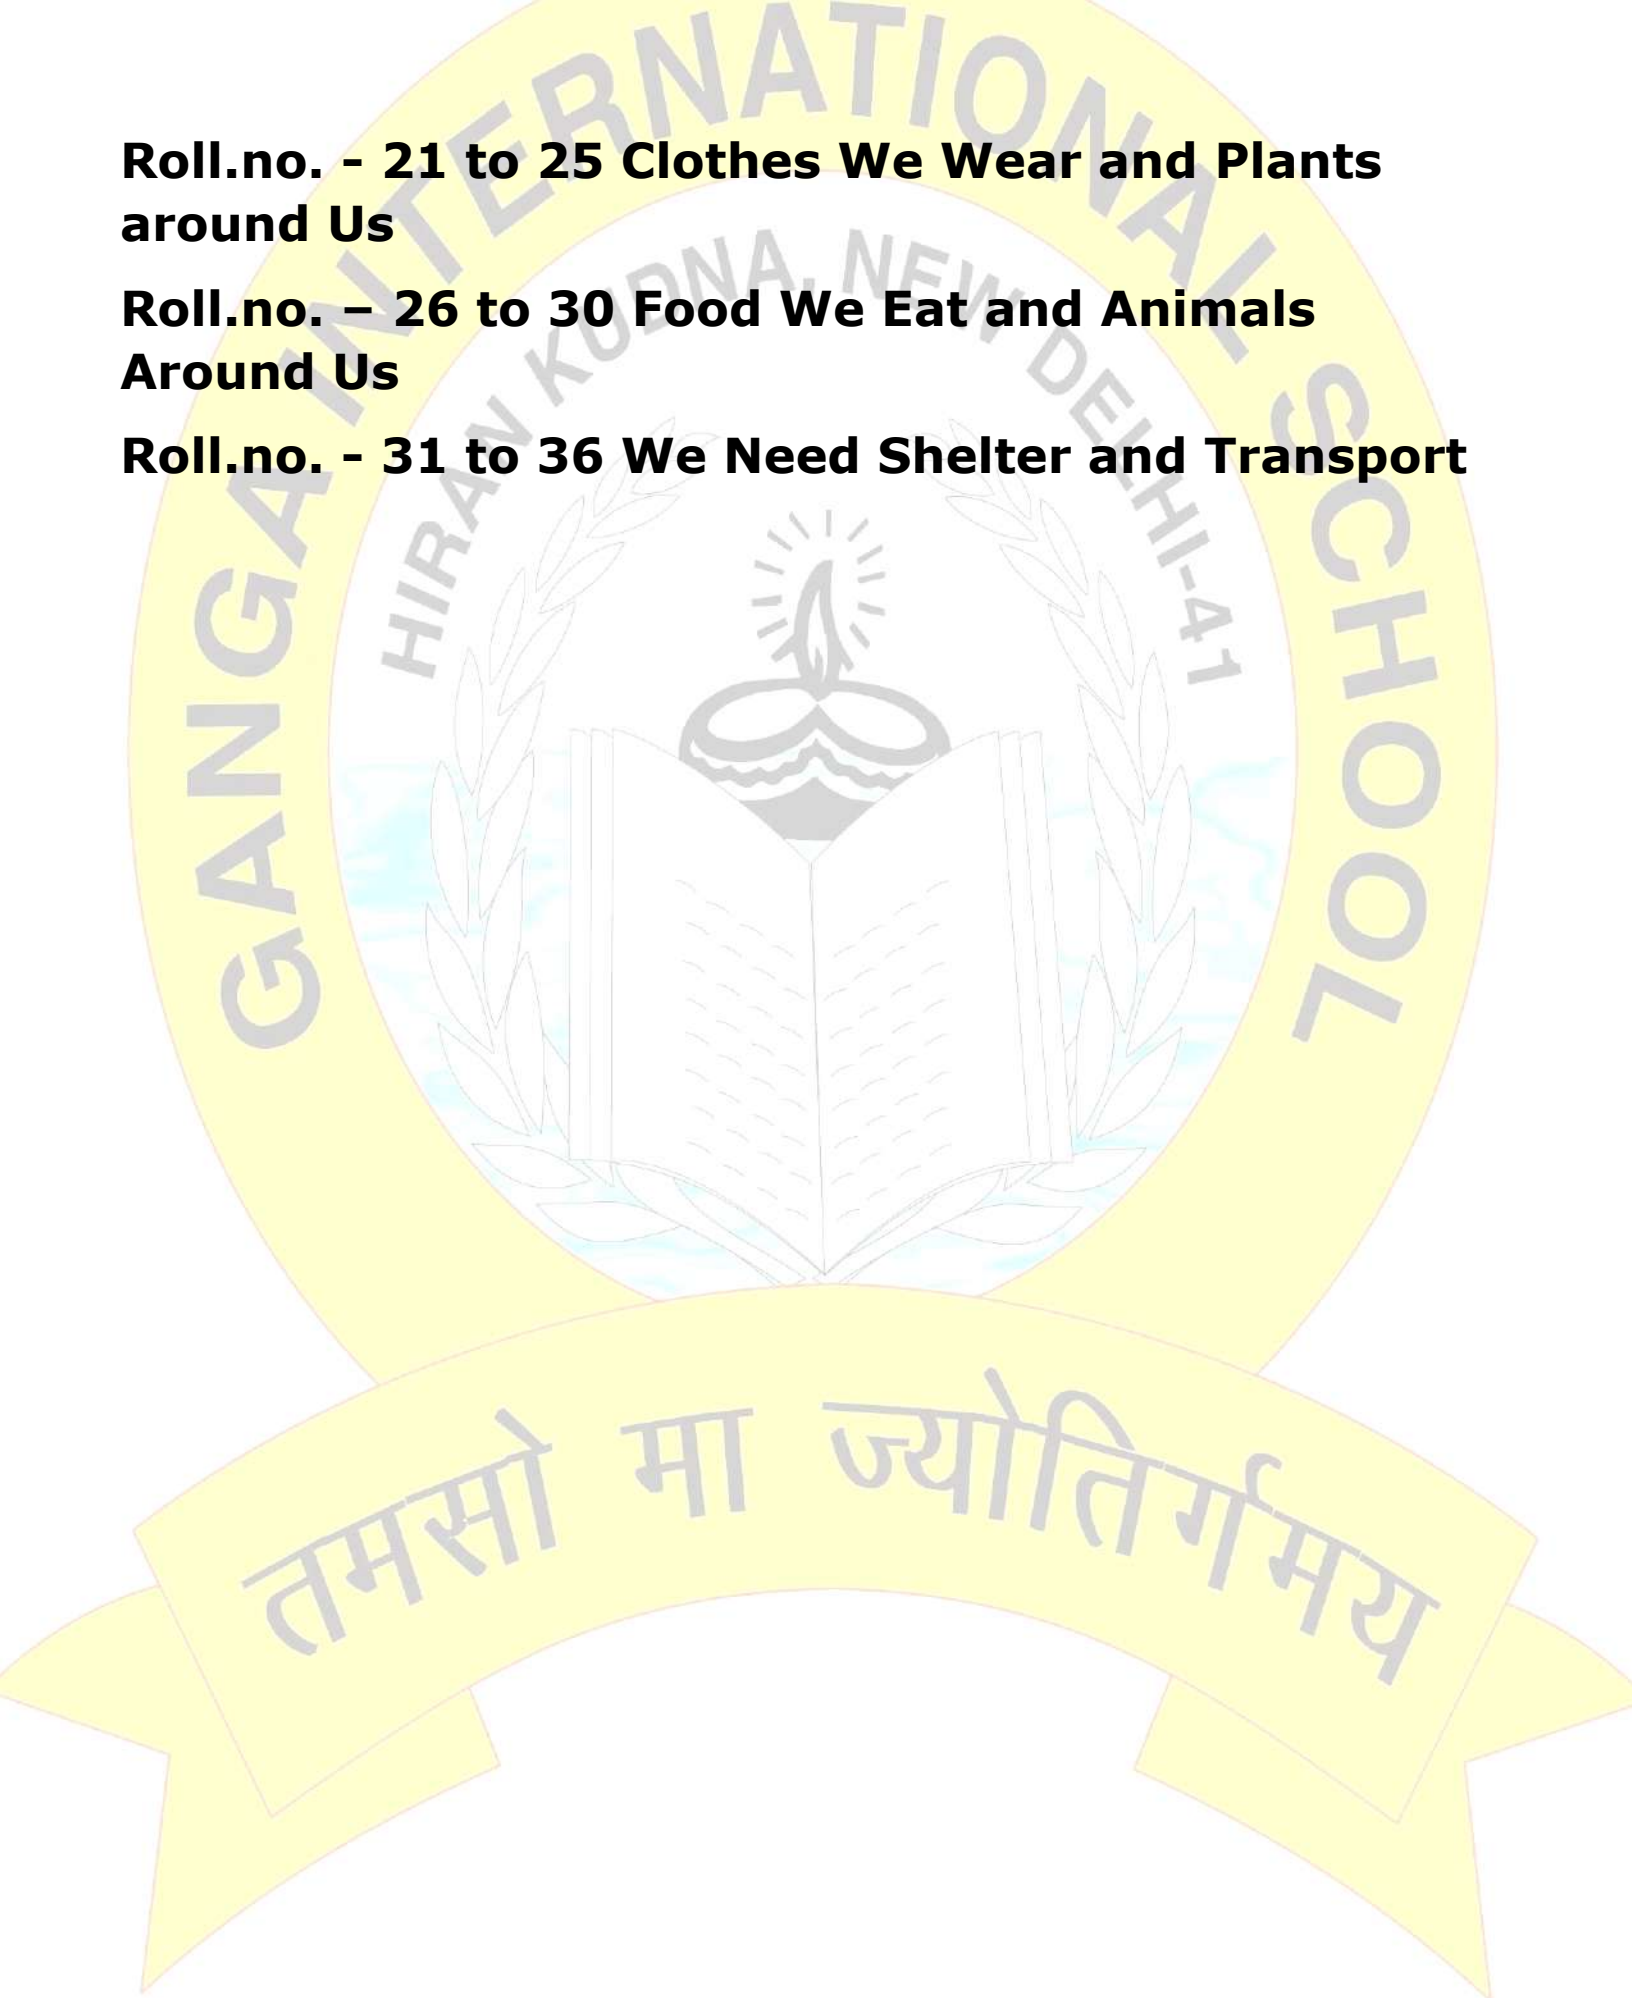 Roll.no. - 21 to 25 Clothes We Wear and Plants
around Us
Roll.no. – 26 to 30 Food We Eat and Animals
Around Us
Roll.no. - 31 to 36 We Need Shelter and Transport
GANGA INTERNATIONAL SCHOOL
HIRAN KUDNA, NEW DELHI-41
तमसो मा ज्योतिर्गमय